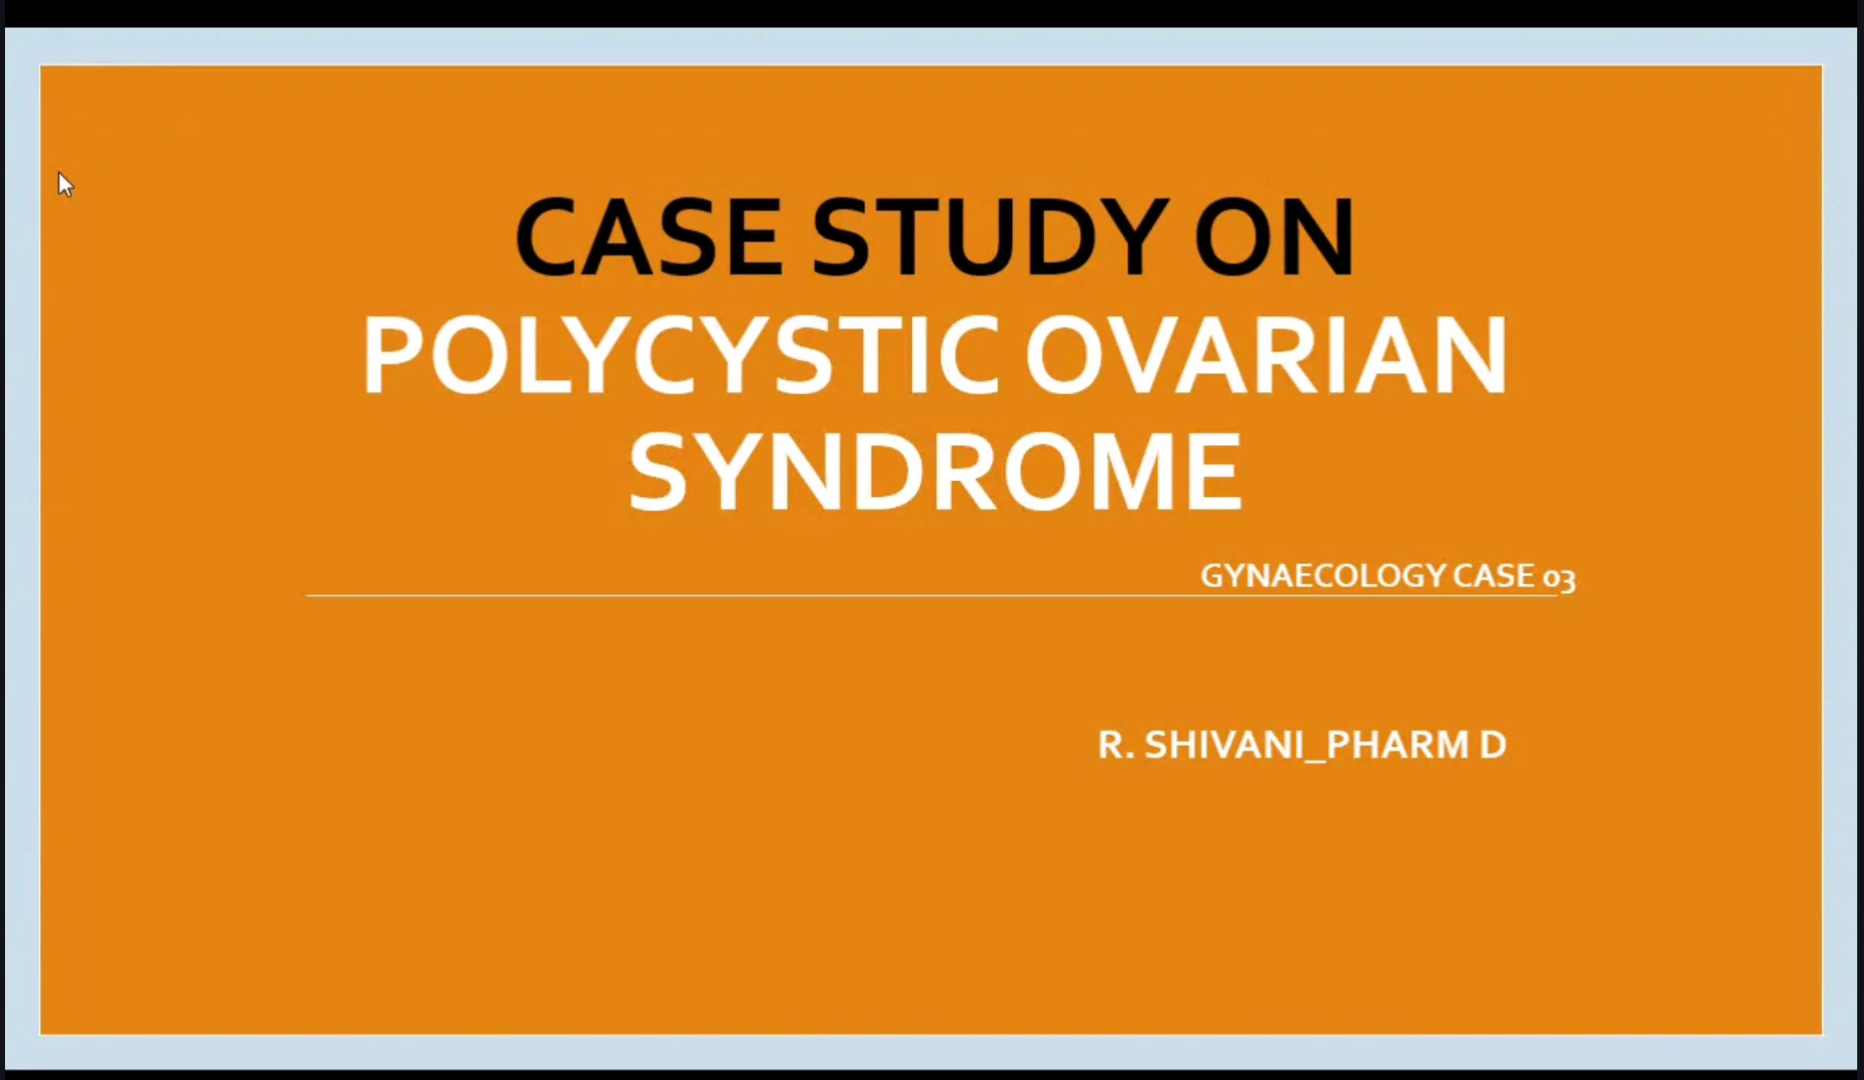 CASE STUDY ON
POLYCYSTIC OVARIAN
SYNDROME
GYNAECOLOGY CASE 03
R. SHIVANI_PHARM D